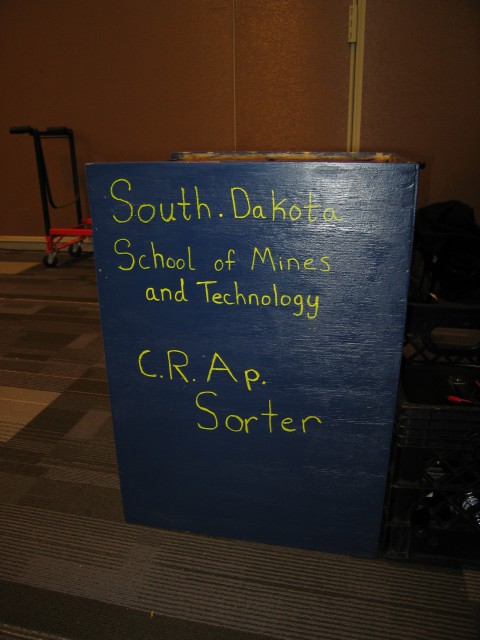 South. Dakota
School of Mines
and Technology
C.R.Ap.
Sorter